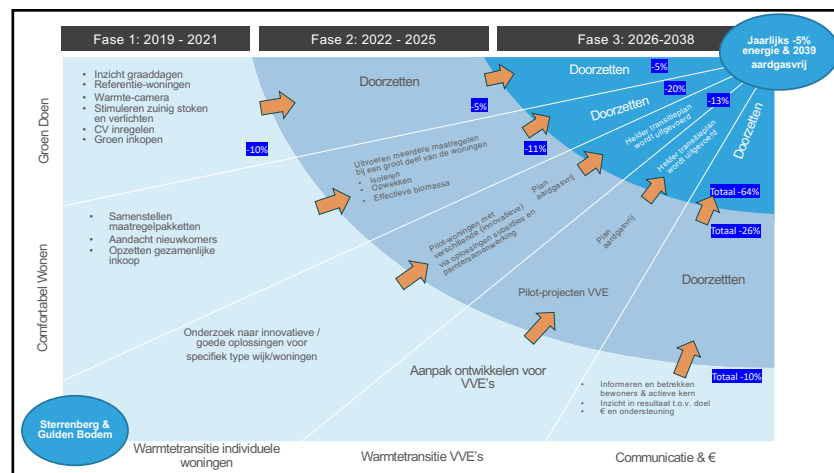 Fase 1: 2019 - 2021
Fase 2: 2022 - 2025
Fase 3: 2026-2038
Jaarlijks -5%
energie & 2039
aardgasvrij
Groen Doen
• Inzicht graaddagen
• Referentie-woningen
• Warmte-camera
• Stimuleren zuinig stoken
en verlichten
• CV inregelen
• Groen inkopen
-10%
Doorzetten
-5%
Doorzetten
-5%
Comfortabel Wonen
• Samenstellen
maatregelpakketten
• Aandacht nieuwkomers
• Opzetten gezamenlijke
inkoop
Uitvoeren meerdere maatregelen
bij een groot deel van de woningen
• Isoleren
• Opwekken
• Effectieve biomassa
-11%
Doorzetten
-20%
Onderzoek naar innovatieve /
goede oplossingen voor
specifiek type wijk/woningen
Pilot-woningen met
verschillende (innovatieve)
via oplossingen subsidies en
parntersamenwerking
Plan
aardgasvrij
Helder transitieplan
wordt uitgevoerd
-13%
Aanpak ontwikkelen voor
VVE's
Pilot-projecten VVE
Plan
aardgasvrij
Helder transitieplan
wordt uitgevoerd
• Informeren en betrekken
bewoners & actieve kern
• Inzicht in resultaat t.o.v. doel
• € en ondersteuning
Doorzettten
Doorzetten
Totaal -64%
Totaal -26%
Totaal -10%
Sterrenberg &
Gulden Bodem
Warmtetransitie individuele
woningen
Warmtetransitie VVE's
Communicatie & €